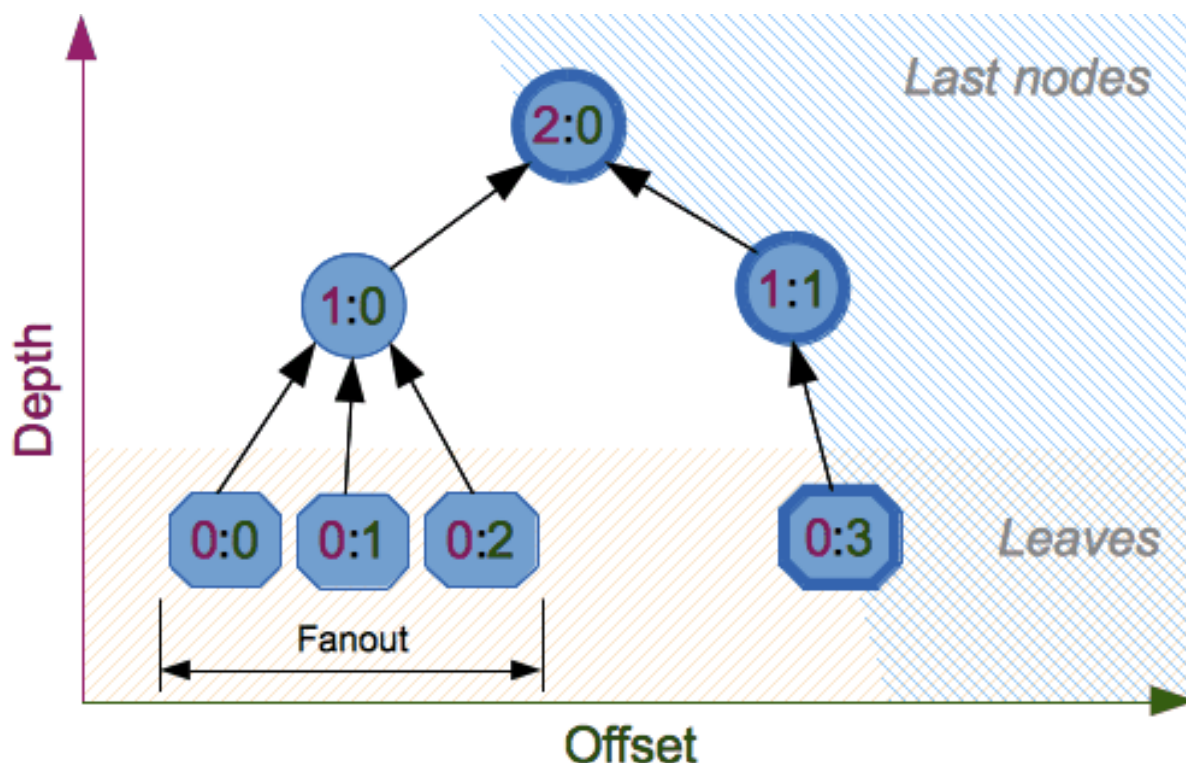 Last nodes
2:0
1:0
1:1
Depth
0:0 0:1 0:2 0:3
Leaves
Fanout
Offset